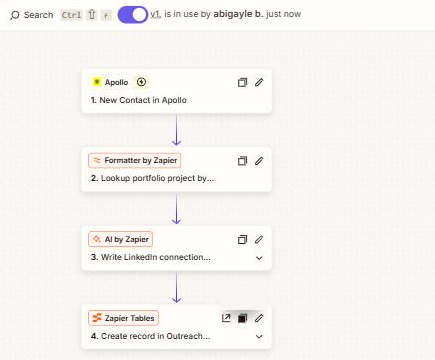 Search Ctrl ⇧ F v1, is in use by abigayle b. just now
Apollo
1. New Contact in Apollo
Formatter by Zapier
2. Lookup portfolio project by...
AI by Zapier
3. Write LinkedIn connection...
Zapier Tables
4. Create record in Outreach...